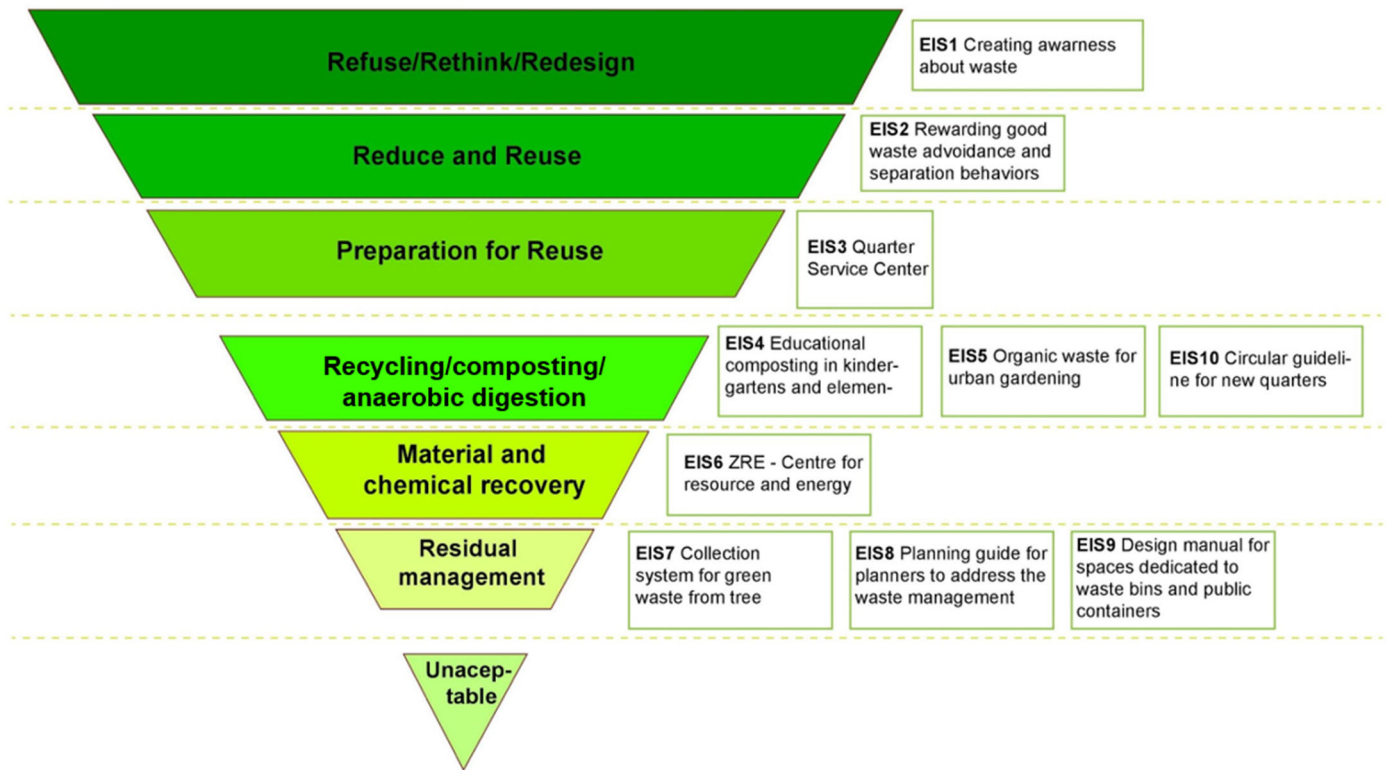 Refuse/Rethink/Redesign
EIS1 Creating awarness
about waste
Reduce and Reuse
EIS2 Rewarding good
waste advoidance and
separation behaviors
Preparation for Reuse
EIS3 Quarter
Service Center
Recycling/composting/
anaerobic digestion
EIS4 Educational
composting in kinder-
gartens and elemen-
EIS5 Organic waste for
urban gardening
EIS10 Circular guideli-
ne for new quarters
Material and
chemical recovery
EIS6 ZRE - Centre for
resource and energy
Residual
management
EIS7 Collection
system for green
waste from tree
EIS8 Planning guide for
planners to address the
waste management
EIS9 Design manual for
spaces dedicated to
waste bins and public
containers
Unacep-
table